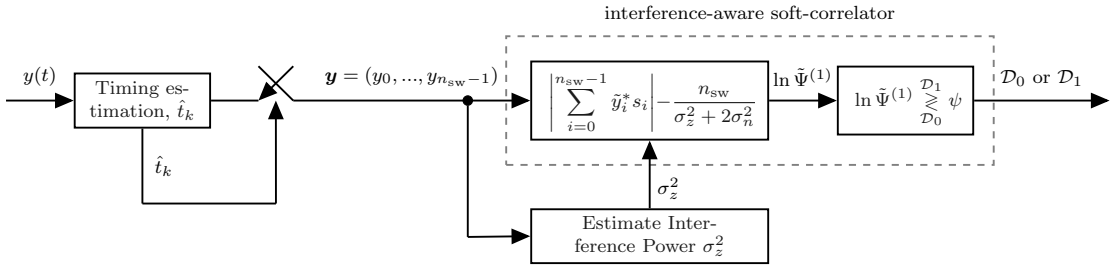 interference-aware soft-correlator
y(t)
Timing es-
timation, t̂_k
t̂_k
𝒚 = (y_0, ..., y_{n_sw−1})
|∑_{i=0}^{n_sw−1} ỹ_i^* s_i| − n_sw / (σ_z^2 + 2σ_n^2)
ln Ψ̃^{(1)}
ln Ψ̃^{(1)} ≷_{𝒟_0}^{𝒟_1} ψ
𝒟_0 or 𝒟_1
σ_z^2
Estimate Inter-
ference Power σ_z^2